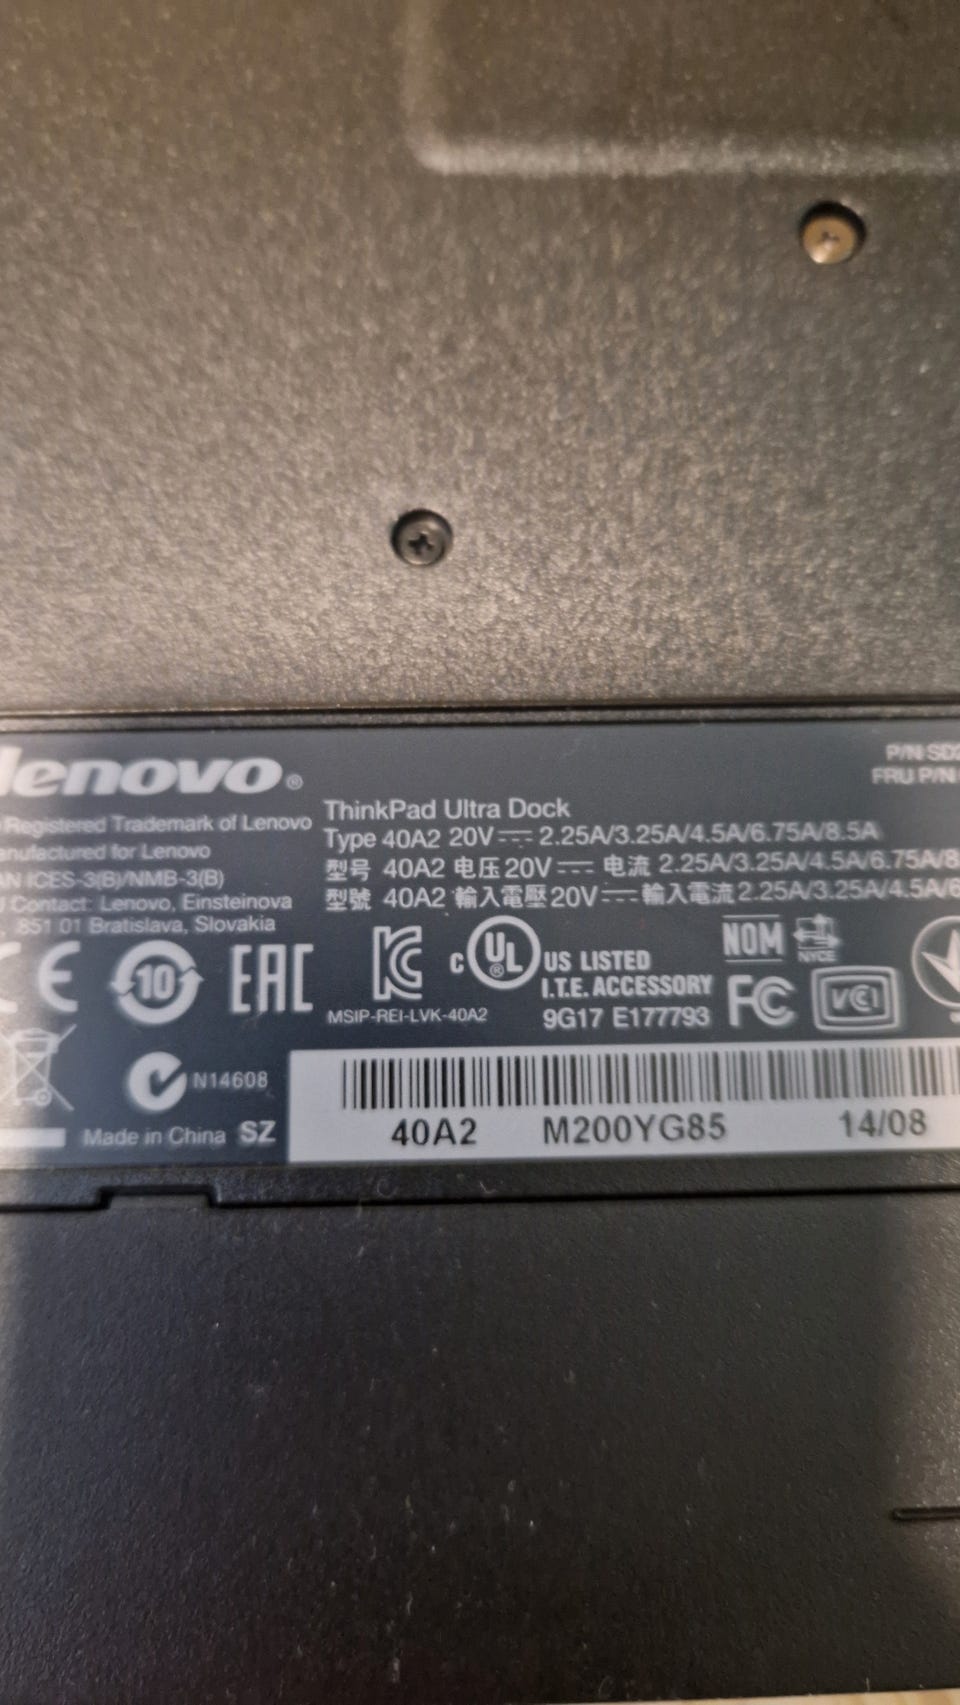 lenovo®
P/N SD2
FRU P/N
Registered Trademark of Lenovo
ThinkPad Ultra Dock
Manufactured for Lenovo
Type 40A2 20V⎓2.25A/3.25A/4.5A/6.75A/8.5A
AN ICES-3(B)/NMB-3(B)
型号 40A2 电压20V⎓ 电流 2.25A/3.25A/4.5A/6.75A/8
Contact: Lenovo, Einsteinova
型號 40A2 輸入電壓20V⎓輸入電流2.25A/3.25A/4.5A/6
851 01 Bratislava, Slovakia
CE 10 EAC KC
MSIP-REI-LVK-40A2
c UL ® US LISTED
I.T.E. ACCESSORY
9G17 E177793
NOM NYCE
FC VCCI
N14608
Made in China SZ
40A2 M200YG85 14/08